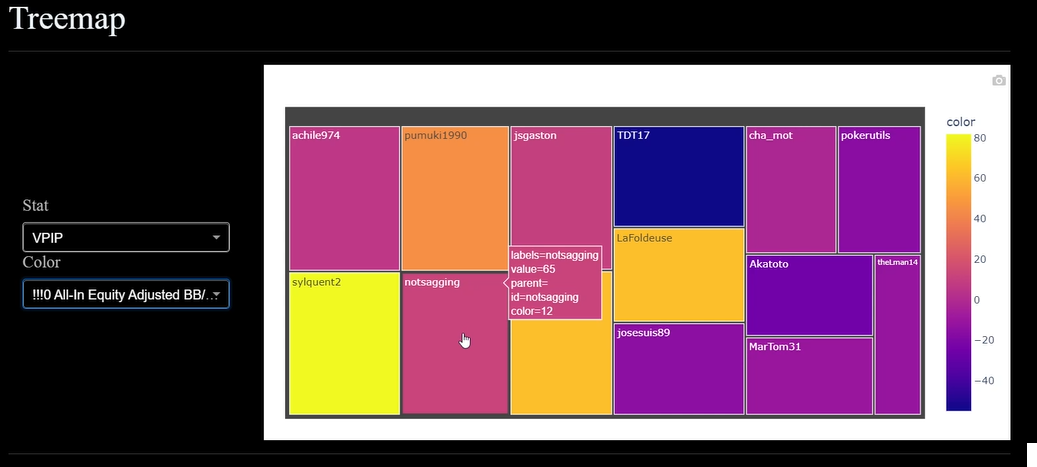 Treemap
Stat
VPIP
Color
!!!0 All-In Equity Adjusted BB/...
achile974
pumuki1990
jsgaston
TDT17
cha_mot
pokerutils
sylquent2
notsagging
LaFoldeuse
josesuis89
Akatoto
theLman14
MarTom31
labels=notsagging
value=65
parent=
id=notsagging
color=12
color
80
60
40
20
0
−20
−40